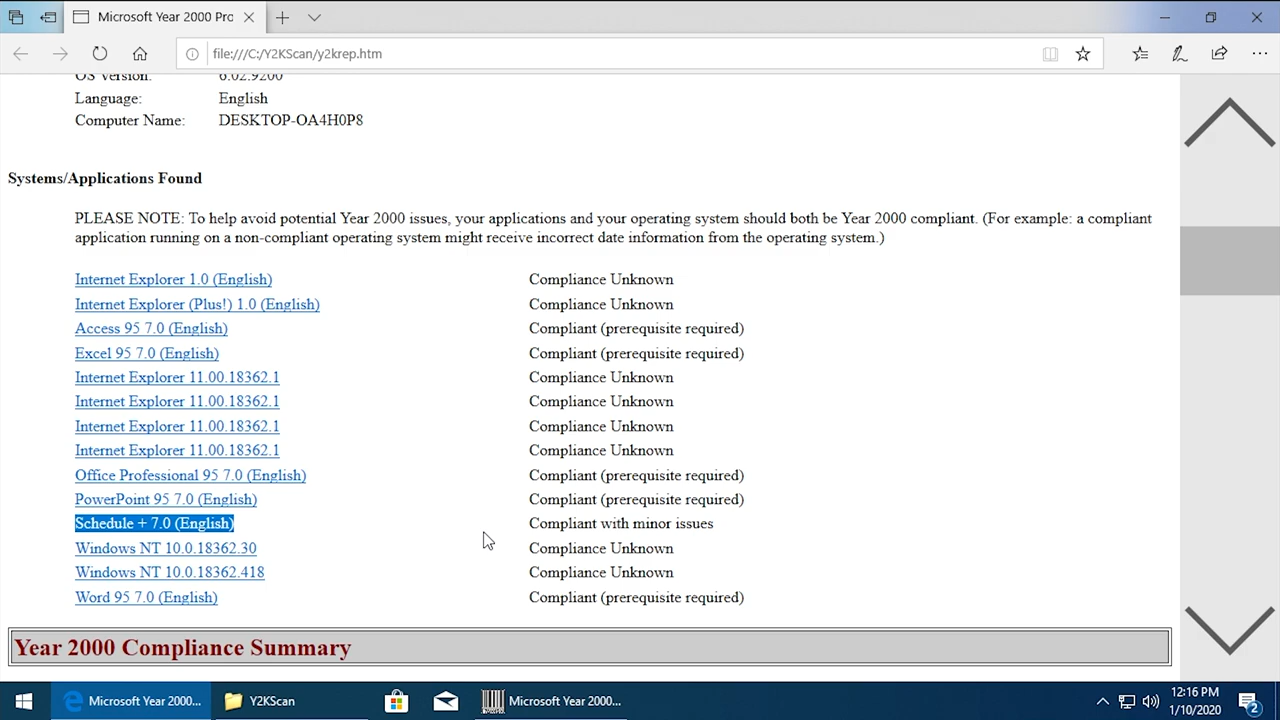 Microsoft Year 2000 Pro
file:///C:/Y2KScan/y2krep.htm
OS Version: 6.02.9200
Language: English
Computer Name: DESKTOP-OA4H0P8
Systems/Applications Found
PLEASE NOTE: To help avoid potential Year 2000 issues, your applications and your operating system should both be Year 2000 compliant. (For example: a compliant
application running on a non-compliant operating system might receive incorrect date information from the operating system.)
Internet Explorer 1.0 (English) Compliance Unknown
Internet Explorer (Plus!) 1.0 (English) Compliance Unknown
Access 95 7.0 (English) Compliant (prerequisite required)
Excel 95 7.0 (English) Compliant (prerequisite required)
Internet Explorer 11.00.18362.1 Compliance Unknown
Internet Explorer 11.00.18362.1 Compliance Unknown
Internet Explorer 11.00.18362.1 Compliance Unknown
Internet Explorer 11.00.18362.1 Compliance Unknown
Office Professional 95 7.0 (English) Compliant (prerequisite required)
PowerPoint 95 7.0 (English) Compliant (prerequisite required)
Schedule + 7.0 (English) Compliant with minor issues
Windows NT 10.0.18362.30 Compliance Unknown
Windows NT 10.0.18362.418 Compliance Unknown
Word 95 7.0 (English) Compliant (prerequisite required)
Year 2000 Compliance Summary
Microsoft Year 2000... Y2KScan Microsoft Year 2000... 12:16 PM
1/10/2020 2